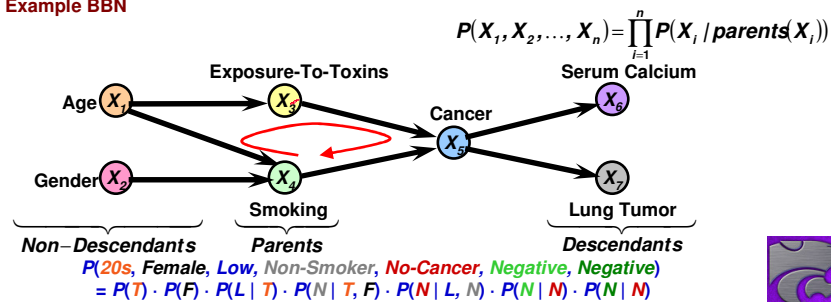 Example BBN
P(X₁, X₂, …, Xₙ) = ∏ⁿᵢ₌₁ P(Xᵢ | parents(Xᵢ))
Exposure-To-Toxins
Serum Calcium
Age X₁
X₃
X₆
Cancer
X₅
Gender X₂
X₄
X₇
Smoking
Lung Tumor
Non-Descendants
Parents
Descendants
P(20s, Female, Low, Non-Smoker, No-Cancer, Negative, Negative)
= P(T) · P(F) · P(L | T) · P(N | T, F) · P(N | L, N) · P(N | N) · P(N | N)